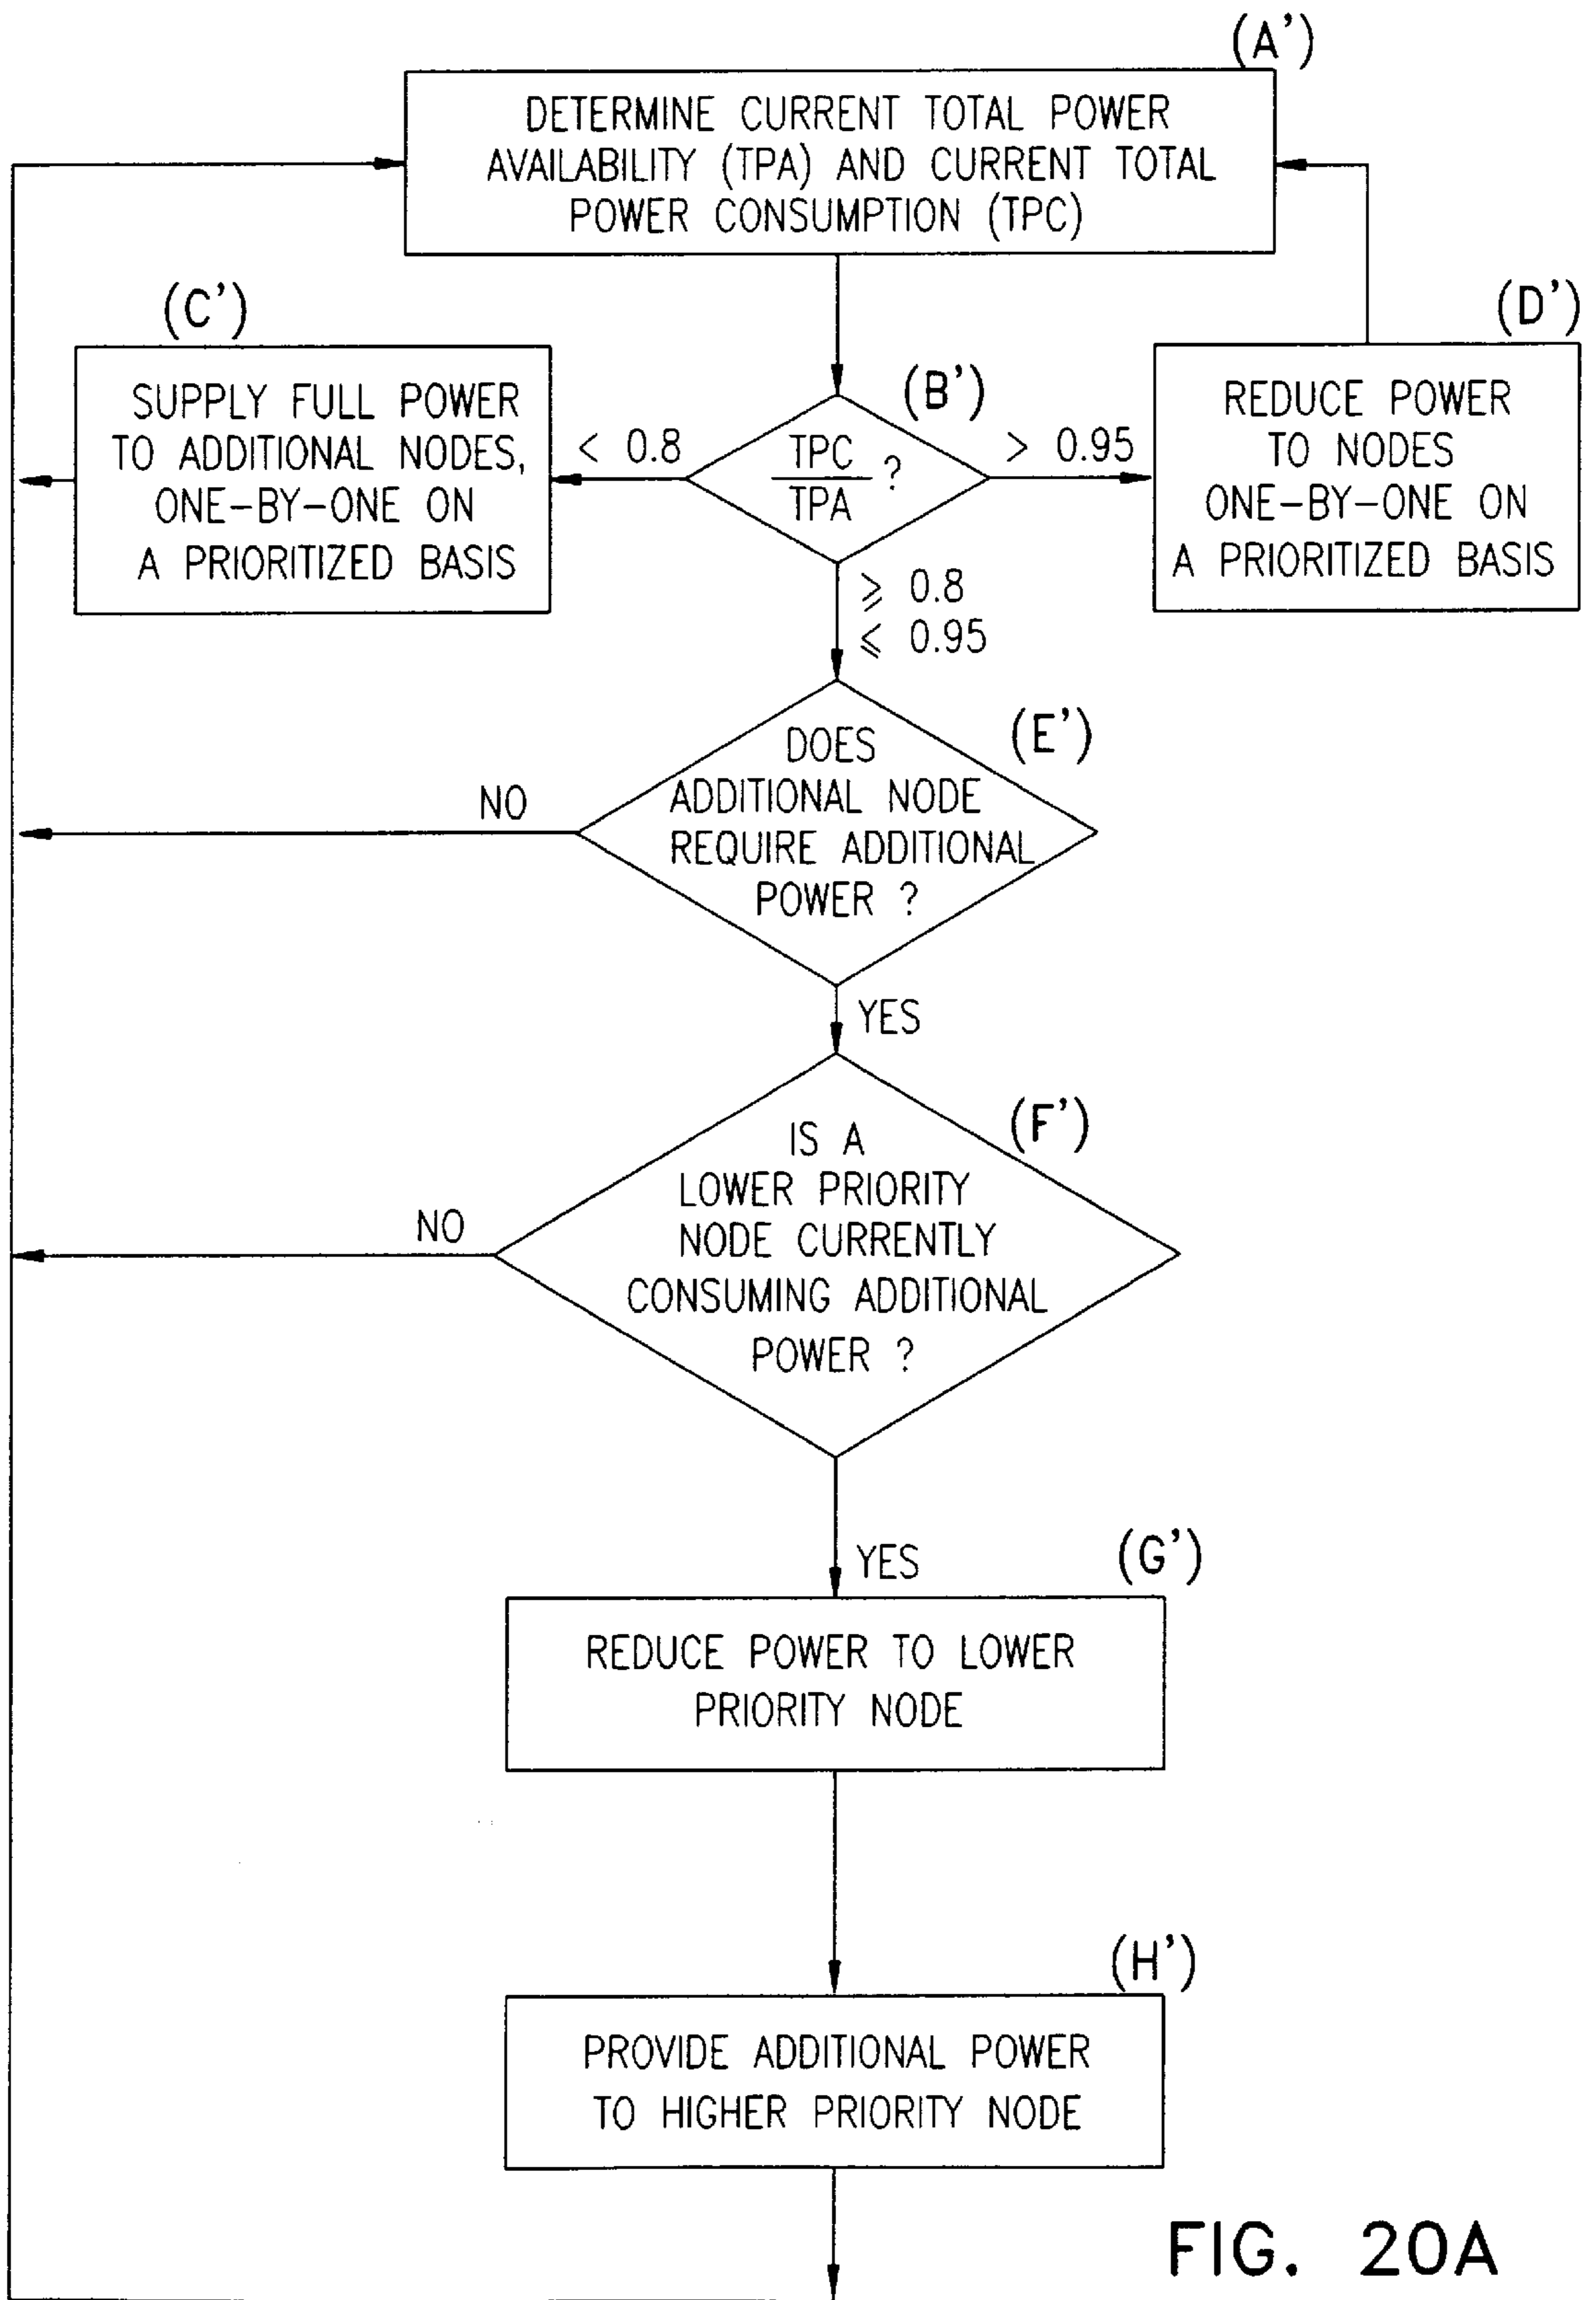 (A')
DETERMINE CURRENT TOTAL POWER
AVAILABILITY (TPA) AND CURRENT TOTAL
POWER CONSUMPTION (TPC)
(C')
SUPPLY FULL POWER
TO ADDITIONAL NODES,
ONE-BY-ONE ON
A PRIORITIZED BASIS
< 0.8
(B')
TPC
TPA
?
> 0.95
(D')
REDUCE POWER
TO NODES
ONE-BY-ONE ON
A PRIORITIZED BASIS
⩾ 0.8
⩽ 0.95
(E')
DOES
ADDITIONAL NODE
REQUIRE ADDITIONAL
POWER ?
NO
YES
(F')
IS A
LOWER PRIORITY
NODE CURRENTLY
CONSUMING ADDITIONAL
POWER ?
NO
YES
(G')
REDUCE POWER TO LOWER
PRIORITY NODE
(H')
PROVIDE ADDITIONAL POWER
TO HIGHER PRIORITY NODE
FIG. 20A